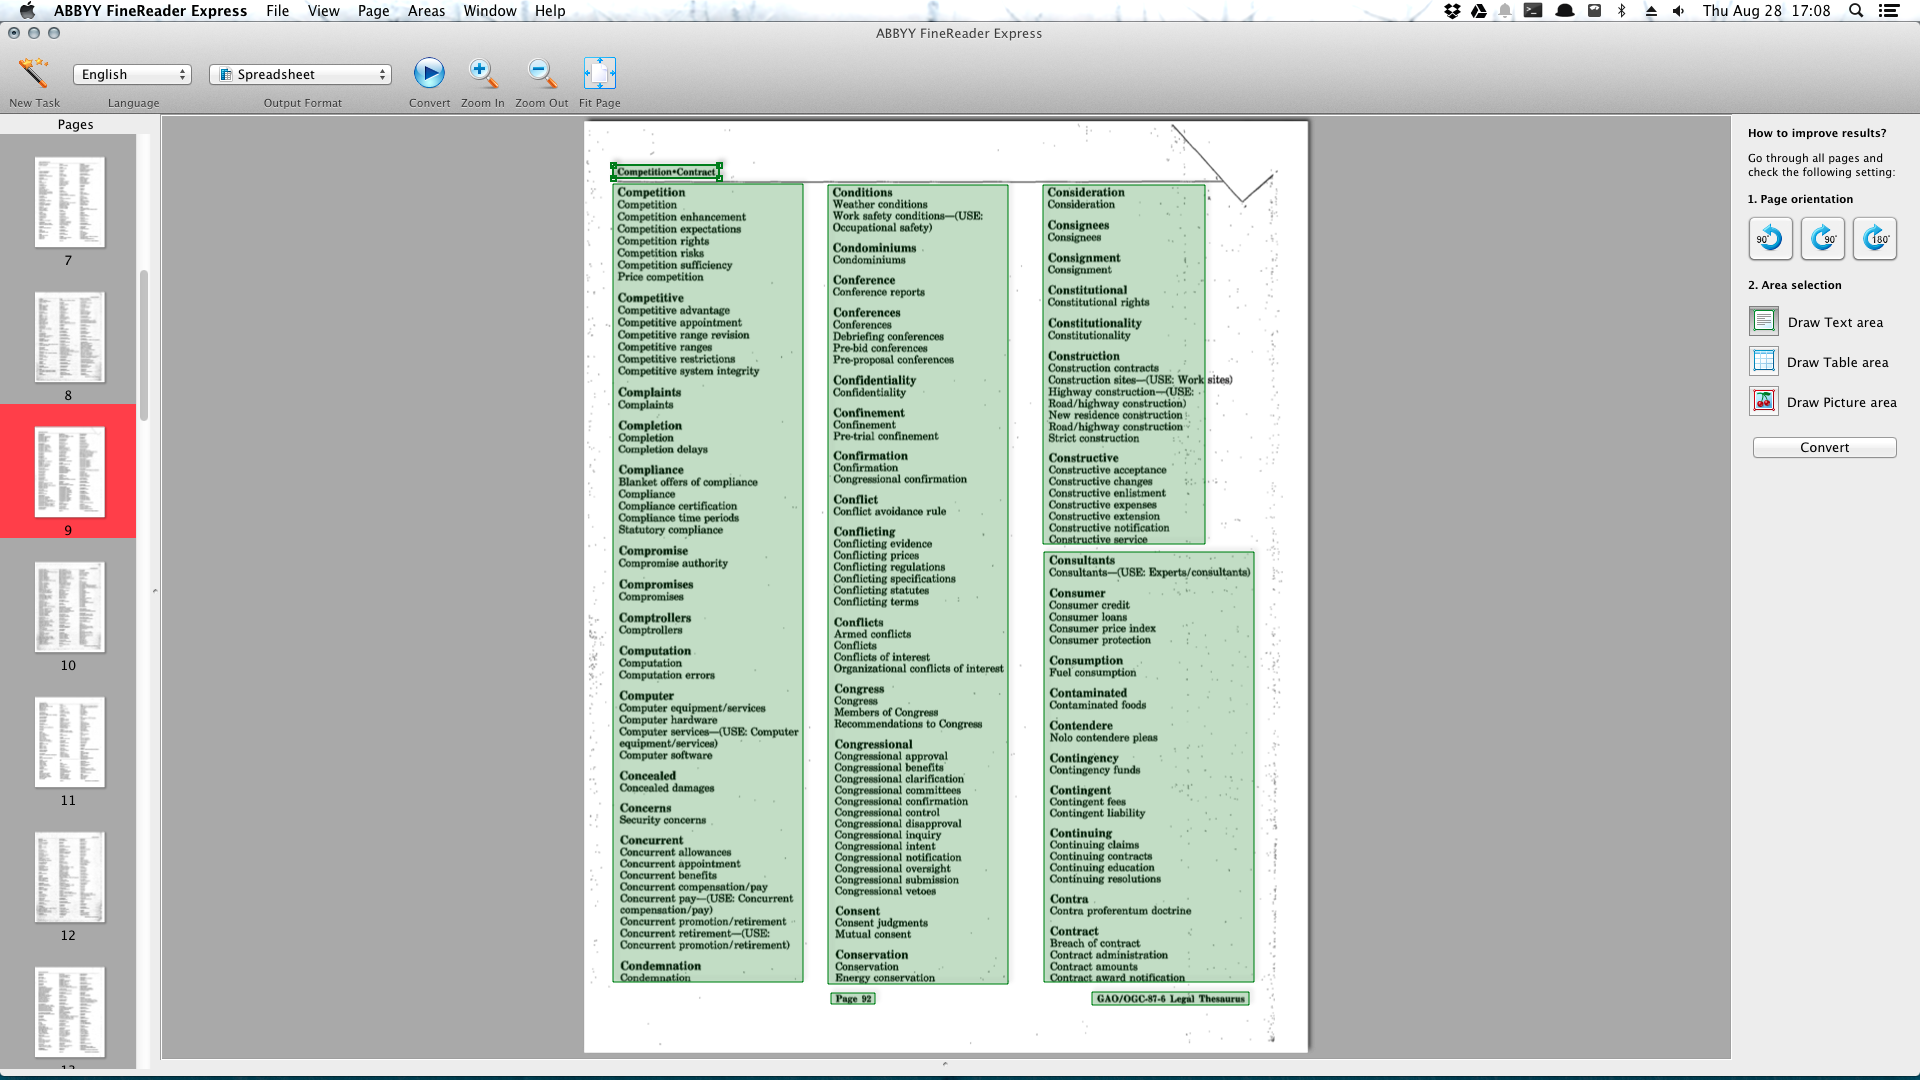 ABBYY FineReader Express File View Page Areas Window Help
Thu Aug 28 17:08
ABBYY FineReader Express
English
Spreadsheet
New Task Language Output Format Convert Zoom In Zoom Out Fit Page
Pages
7
8
9
10
11
12
Competition•Contract
Competition
Competition
Competition enhancement
Competition expectations
Competition rights
Competition risks
Competition sufficiency
Price competition
Competitive
Competitive advantage
Competitive appointment
Competitive range revision
Competitive ranges
Competitive restrictions
Competitive system integrity
Complaints
Complaints
Completion
Completion
Completion delays
Compliance
Blanket offers of compliance
Compliance
Compliance certification
Compliance time periods
Statutory compliance
Compromise
Compromise authority
Compromises
Compromises
Comptrollers
Comptrollers
Computation
Computation
Computation errors
Computer
Computer equipment/services
Computer hardware
Computer services—(USE: Computer
equipment/services)
Computer software
Concealed
Concealed damages
Concerns
Security concerns
Concurrent
Concurrent allowances
Concurrent appointment
Concurrent benefits
Concurrent compensation/pay
Concurrent pay—(USE: Concurrent
compensation/pay)
Concurrent promotion/retirement
Concurrent retirement—(USE:
Concurrent promotion/retirement)
Condemnation
Condemnation
Conditions
Weather conditions
Work safety conditions—(USE:
Occupational safety)
Condominiums
Condominiums
Conference
Conference reports
Conferences
Conferences
Debriefing conferences
Pre-bid conferences
Pre-proposal conferences
Confidentiality
Confidentiality
Confinement
Confinement
Pre-trial confinement
Confirmation
Confirmation
Congressional confirmation
Conflict
Conflict avoidance rule
Conflicting
Conflicting evidence
Conflicting prices
Conflicting regulations
Conflicting specifications
Conflicting statutes
Conflicting terms
Conflicts
Armed conflicts
Conflicts
Conflicts of interest
Organizational conflicts of interest
Congress
Congress
Members of Congress
Recommendations to Congress
Congressional
Congressional approval
Congressional benefits
Congressional clarification
Congressional committees
Congressional confirmation
Congressional control
Congressional disapproval
Congressional inquiry
Congressional intent
Congressional notification
Congressional oversight
Congressional submission
Congressional vetoes
Consent
Consent judgments
Mutual consent
Conservation
Conservation
Energy conservation
Consideration
Consideration
Consignees
Consignees
Consignment
Consignment
Constitutional
Constitutional rights
Constitutionality
Constitutionality
Construction
Construction contracts
Construction sites—(USE: Work sites)
Highway construction—(USE:
Road/highway construction)
New residence construction
Road/highway construction
Strict construction
Constructive
Constructive acceptance
Constructive changes
Constructive enlistment
Constructive expenses
Constructive extension
Constructive notification
Constructive service
Consultants
Consultants—(USE: Experts/consultants)
Consumer
Consumer credit
Consumer loans
Consumer price index
Consumer protection
Consumption
Fuel consumption
Contaminated
Contaminated foods
Contendere
Nolo contendere pleas
Contingency
Contingency funds
Contingent
Contingent fees
Contingent liability
Continuing
Continuing claims
Continuing contracts
Continuing education
Continuing resolutions
Contra
Contra proferentum doctrine
Contract
Breach of contract
Contract administration
Contract amounts
Contract award notification
Page 92
GAO/OGC-87-6 Legal Thesaurus
How to improve results?
Go through all pages and
check the following setting:
1. Page orientation
90° 90° 180°
2. Area selection
Draw Text area
Draw Table area
Draw Picture area
Convert